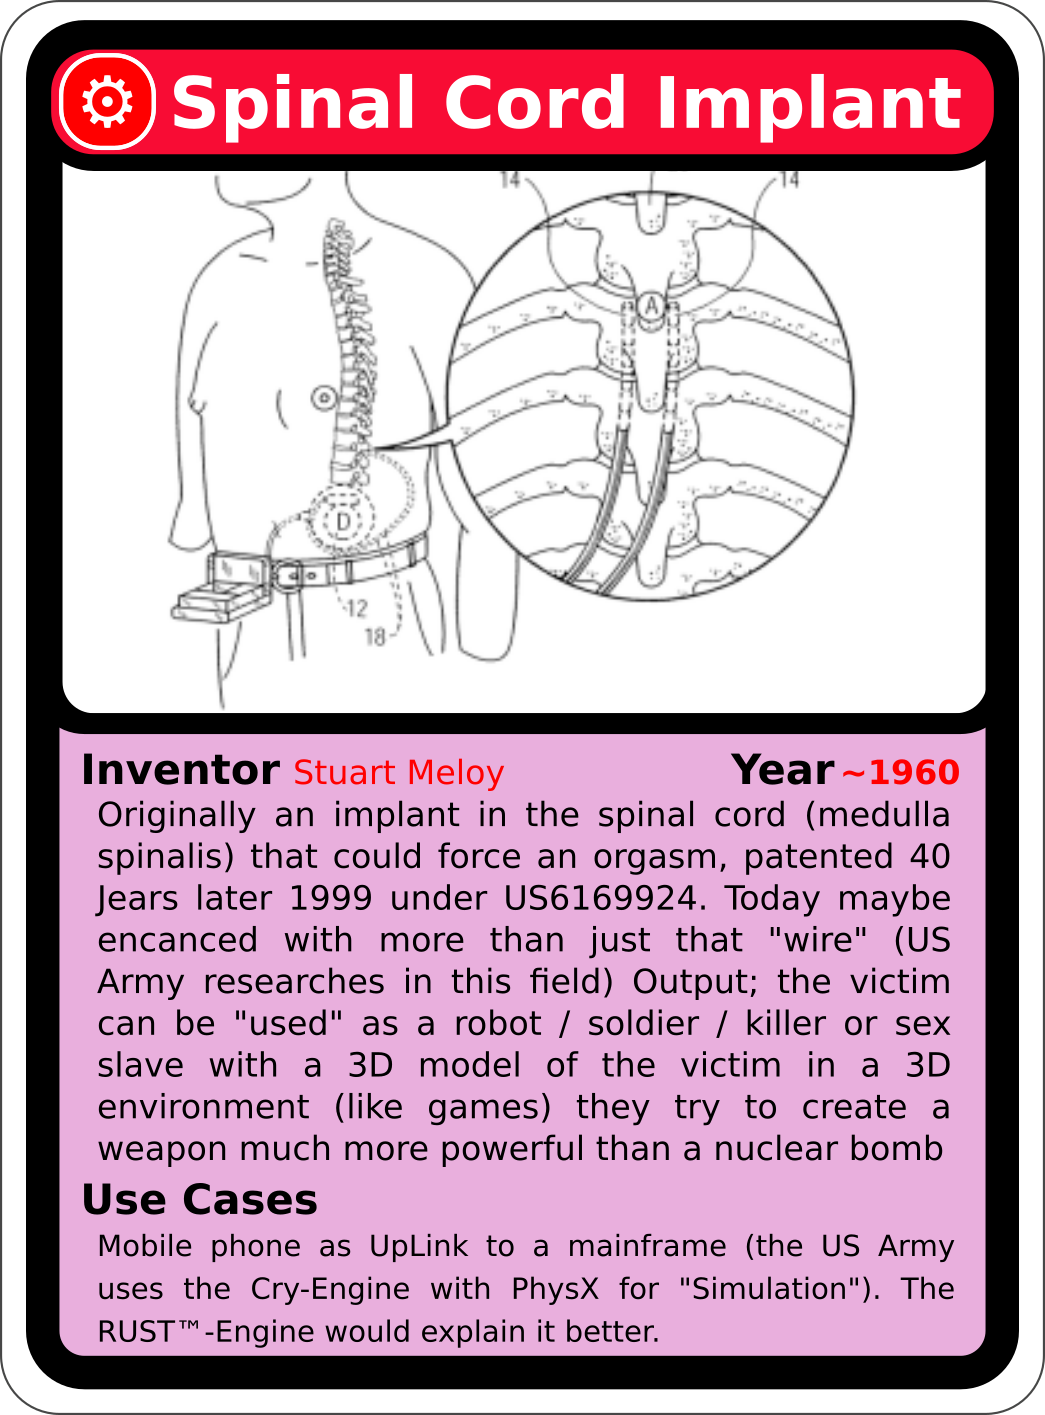 Spinal Cord Implant
14
14
A
D
12
18
Inventor Stuart Meloy Year ~1960
Originally an implant in the spinal cord (medulla
spinalis) that could force an orgasm, patented 40
Jears later 1999 under US6169924. Today maybe
encanced with more than just that "wire" (US
Army researches in this field) Output; the victim
can be "used" as a robot / soldier / killer or sex
slave with a 3D model of the victim in a 3D
environment (like games) they try to create a
weapon much more powerful than a nuclear bomb
Use Cases
Mobile phone as UpLink to a mainframe (the US Army
uses the Cry-Engine with PhysX for "Simulation"). The
RUST™-Engine would explain it better.